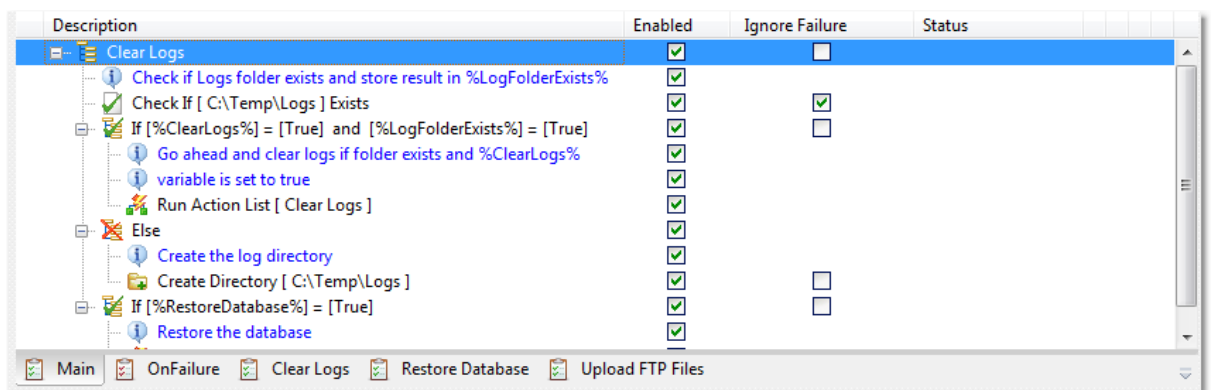 Description Enabled Ignore Failure Status
Clear Logs
Check if Logs folder exists and store result in %LogFolderExists%
Check If [ C:\Temp\Logs ] Exists
If [%ClearLogs%] = [True] and [%LogFolderExists%] = [True]
Go ahead and clear logs if folder exists and %ClearLogs%
variable is set to true
Run Action List [ Clear Logs ]
Else
Create the log directory
Create Directory [ C:\Temp\Logs ]
If [%RestoreDatabase%] = [True]
Restore the database
Main OnFailure Clear Logs Restore Database Upload FTP Files